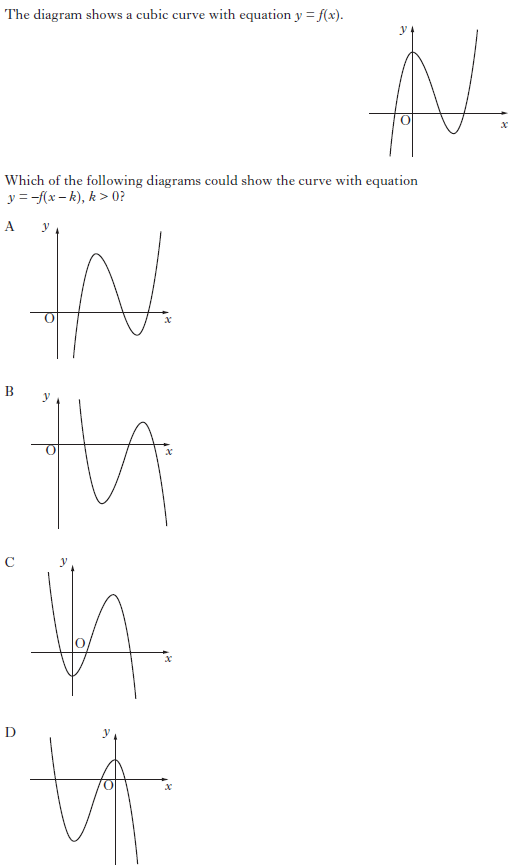 The diagram shows a cubic curve with equation y = f(x).
y
O
x
Which of the following diagrams could show the curve with equation
y = –f(x – k), k > 0?
A
y
O
x
B
y
O
x
C
y
O
x
D
y
O
x